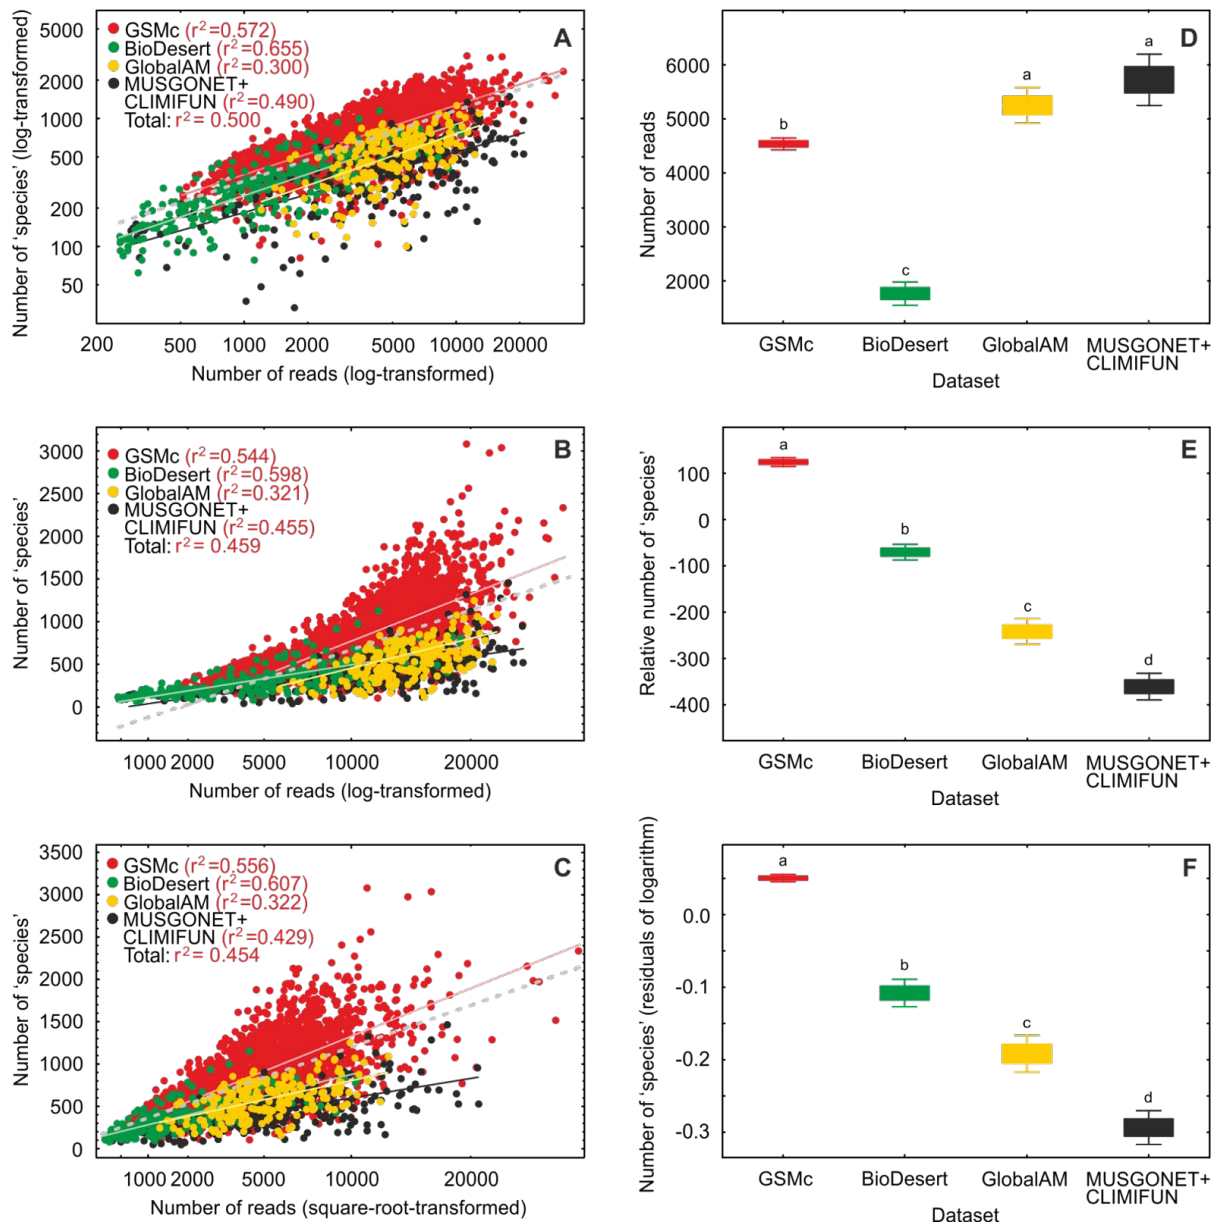 A
GSMc (r²=0.572)
BioDesert (r²=0.655)
GlobalAM (r²=0.300)
MUSGONET+
CLIMIFUN (r²=0.490)
Total: r²= 0.500
Number of ‘species’ (log-transformed)
5000
2000
1000
500
200
100
50
200 500 1000 2000 5000 10000 20000
Number of reads (log-transformed)
D
Number of reads
6000
5000
4000
3000
2000
b
c
a
a
GSMc BioDesert GlobalAM MUSGONET+
CLIMIFUN
Dataset
B
GSMc (r²=0.544)
BioDesert (r²=0.598)
GlobalAM (r²=0.321)
MUSGONET+
CLIMIFUN (r²=0.455)
Total: r²= 0.459
Number of ‘species’
3000
2500
2000
1500
1000
500
0
1000 2000 5000 10000 20000
Number of reads (log-transformed)
E
Relative number of ‘species’
100
0
-100
-200
-300
-400
a
b
c
d
GSMc BioDesert GlobalAM MUSGONET+
CLIMIFUN
Dataset
C
GSMc (r²=0.556)
BioDesert (r²=0.607)
GlobalAM (r²=0.322)
MUSGONET+
CLIMIFUN (r²=0.429)
Total: r²= 0.454
Number of ‘species’
3500
3000
2500
2000
1500
1000
500
0
1000 2000 5000 10000 20000
Number of reads (square-root-transformed)
F
Number of ‘species’ (residuals of logarithm)
0.0
-0.1
-0.2
-0.3
a
b
c
d
GSMc BioDesert GlobalAM MUSGONET+
CLIMIFUN
Dataset